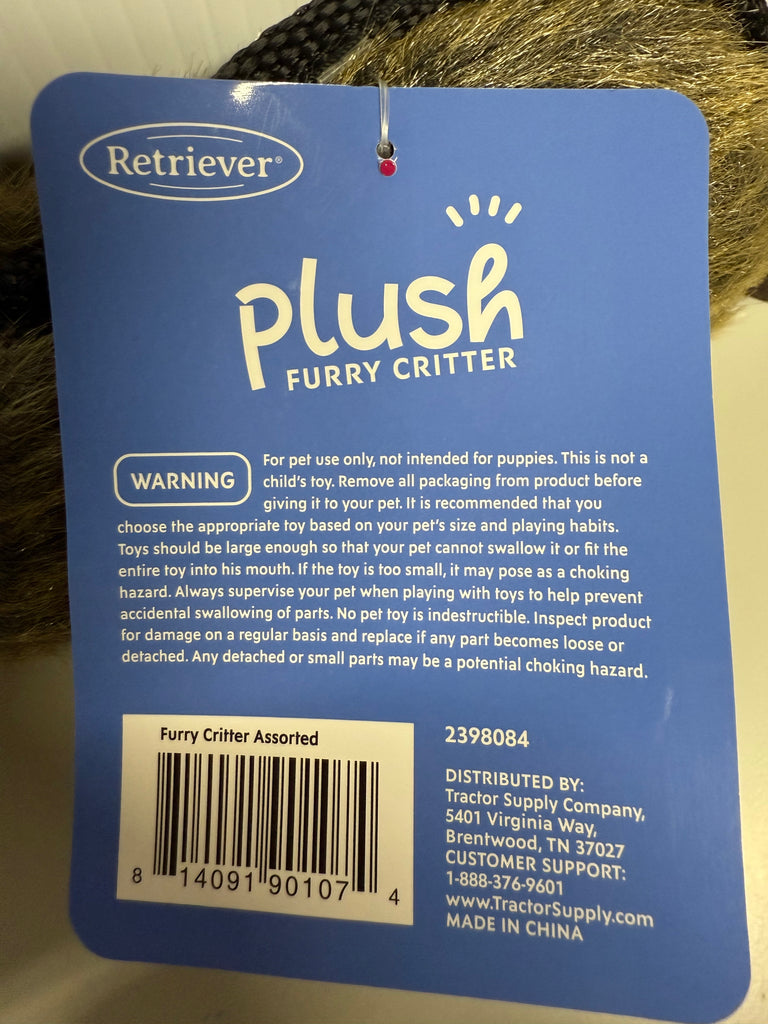 Retriever®
plush
FURRY CRITTER
WARNING
For pet use only, not intended for puppies. This is not a
child's toy. Remove all packaging from product before
giving it to your pet. It is recommended that you
choose the appropriate toy based on your pet's size and playing habits.
Toys should be large enough so that your pet cannot swallow it or fit the
entire toy into his mouth. If the toy is too small, it may pose as a choking
hazard. Always supervise your pet when playing with toys to help prevent
accidental swallowing of parts. No pet toy is indestructible. Inspect product
for damage on a regular basis and replace if any part becomes loose or
detached. Any detached or small parts may be a potential choking hazard.
Furry Critter Assorted
8 14091 90107 4
2398084
DISTRIBUTED BY:
Tractor Supply Company,
5401 Virginia Way,
Brentwood, TN 37027
CUSTOMER SUPPORT:
1-888-376-9601
www.TractorSupply.com
MADE IN CHINA